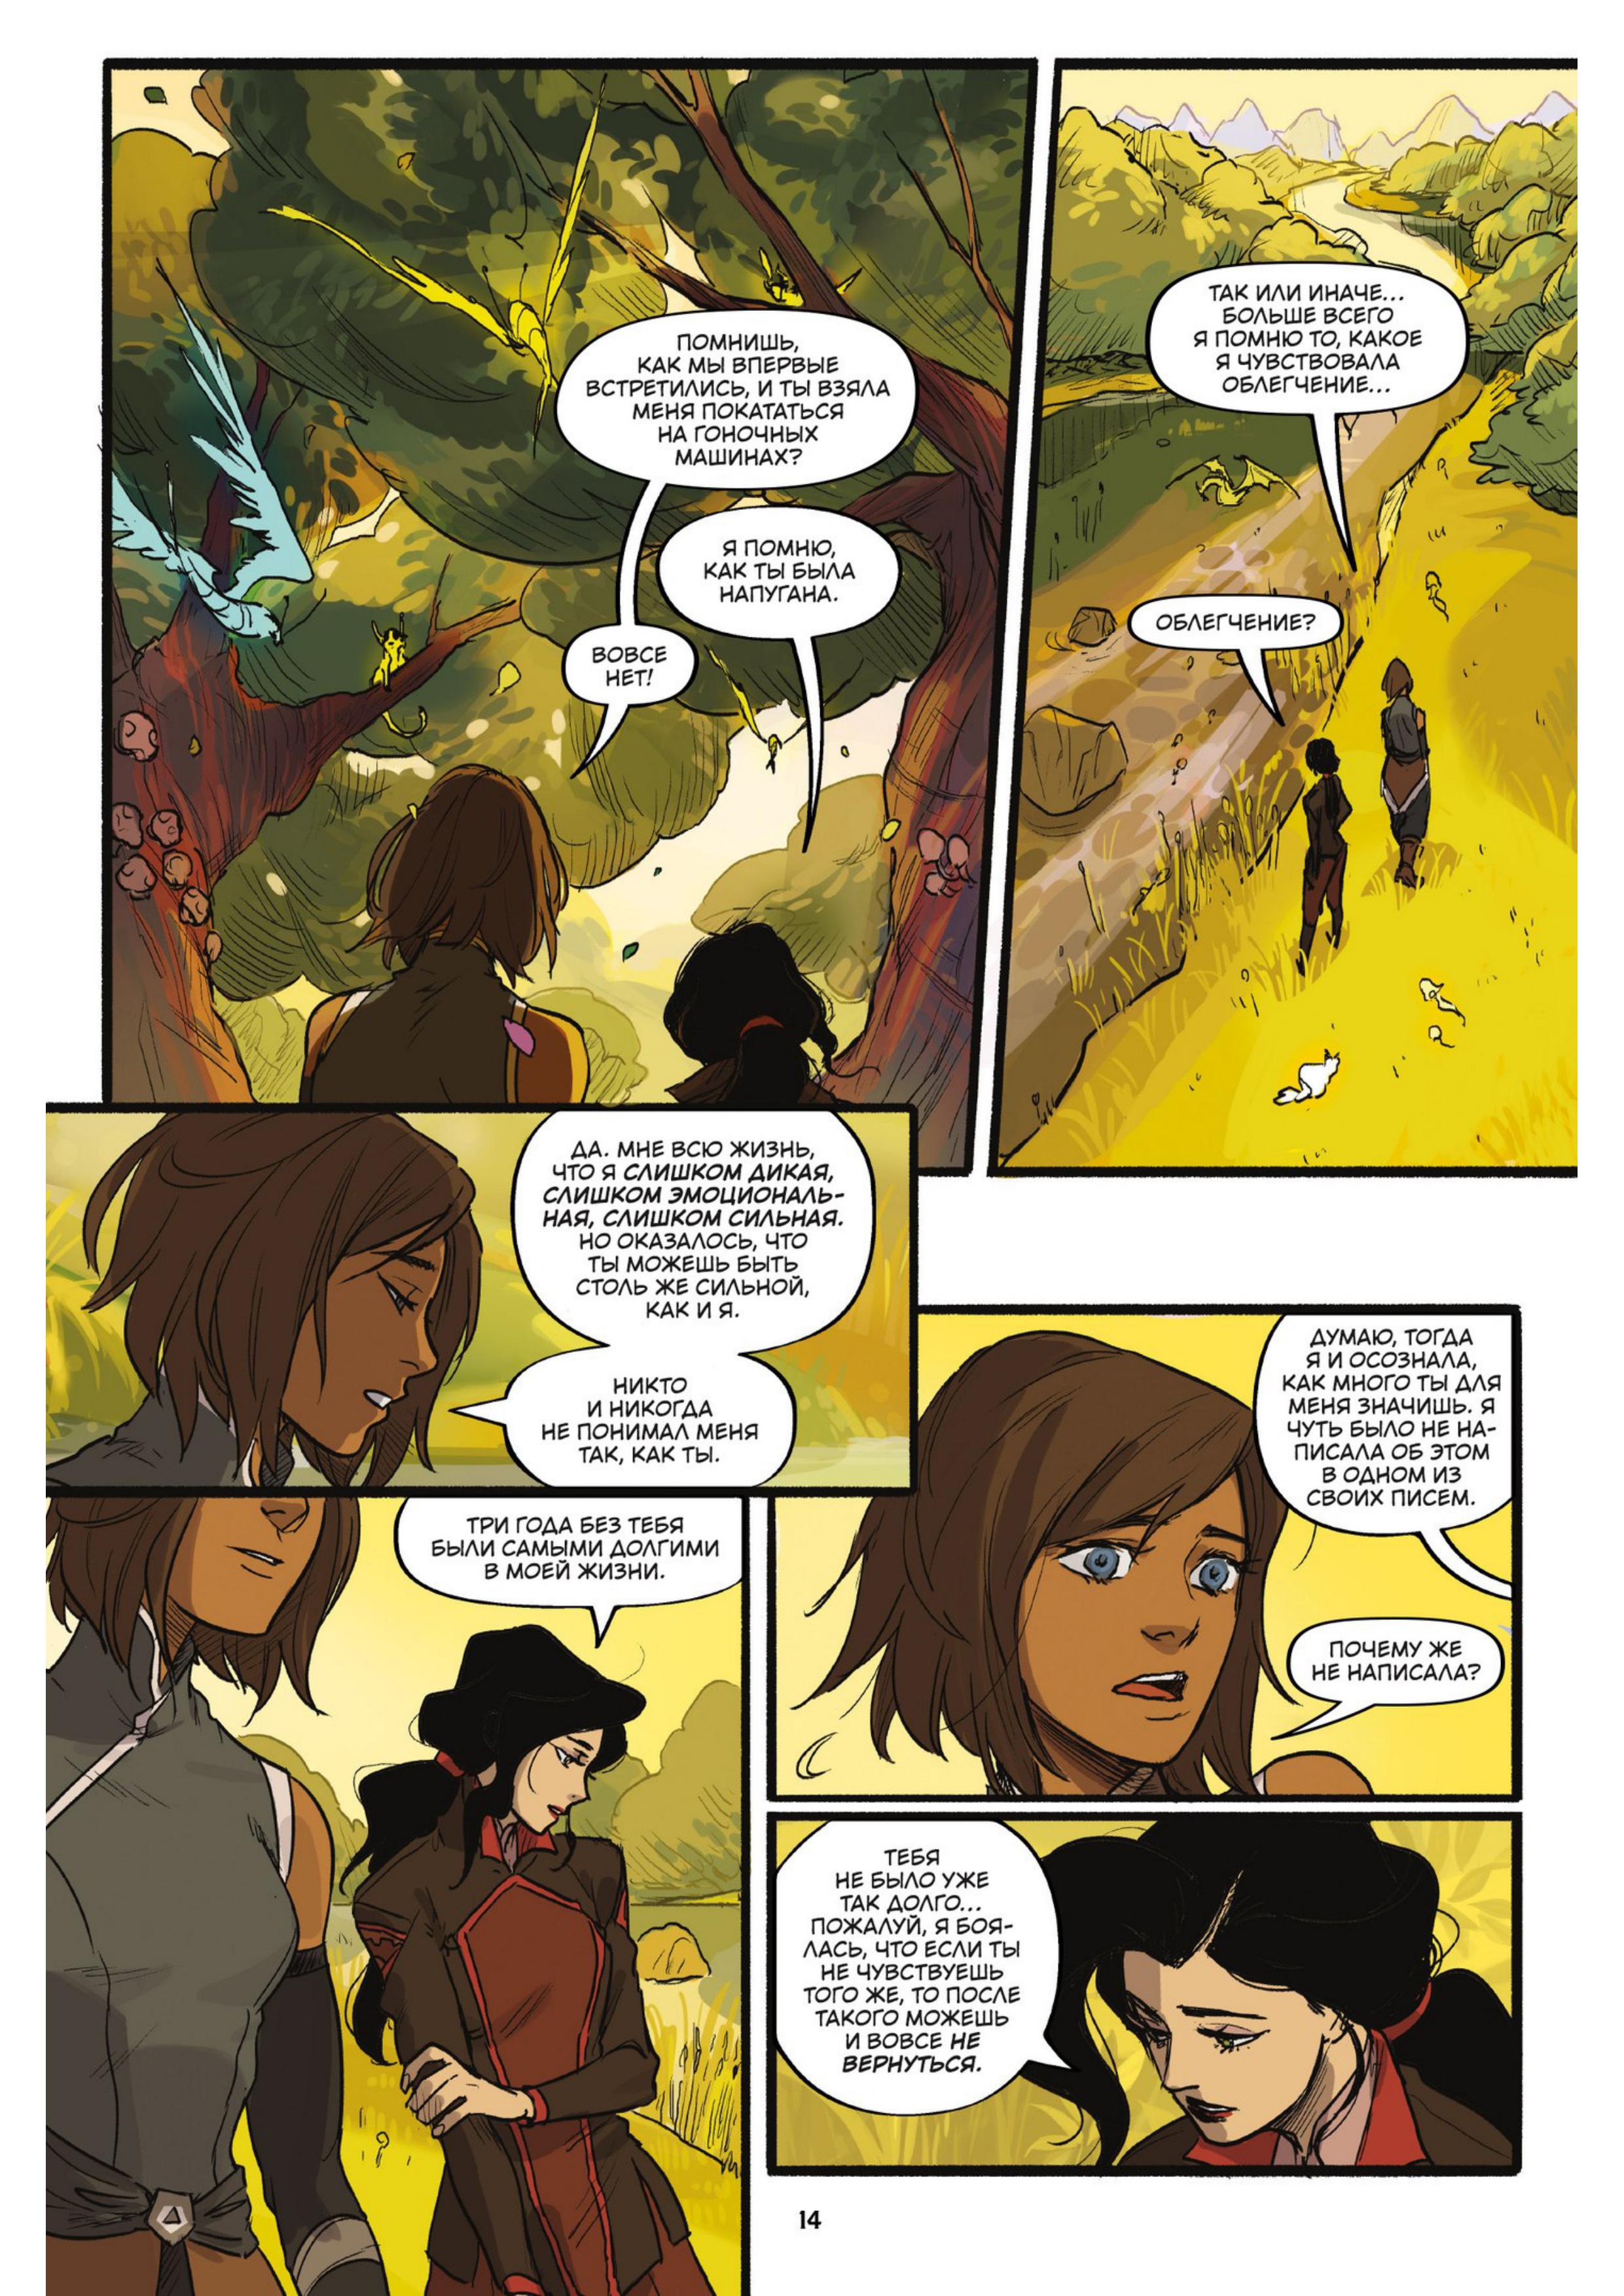 ПОМНИШЬ,
КАК МЫ ВПЕРВЫЕ
ВСТРЕТИЛИСЬ, И ТЫ ВЗЯЛА
МЕНЯ ПОКАТАТЬСЯ
НА ГОНОЧНЫХ
МАШИНАХ?
Я ПОМНЮ,
КАК ТЫ БЫЛА
НАПУГАНА.
ВОВСЕ
НЕТ!
ТАК ИЛИ ИНАЧЕ...
БОЛЬШЕ ВСЕГО
Я ПОМНЮ ТО, КАКОЕ
Я ЧУВСТВОВАЛА
ОБЛЕГЧЕНИЕ...
ОБЛЕГЧЕНИЕ?
ДА. МНЕ ВСЮ ЖИЗНЬ,
ЧТО Я СЛИШКОМ ДИКАЯ,
СЛИШКОМ ЭМОЦИОНАЛЬ-
НАЯ, СЛИШКОМ СИЛЬНАЯ.
НО ОКАЗАЛОСЬ, ЧТО
ТЫ МОЖЕШЬ БЫТЬ
СТОЛЬ ЖЕ СИЛЬНОЙ,
КАК И Я.
НИКТО
И НИКОГДА
НЕ ПОНИМАЛ МЕНЯ
ТАК, КАК ТЫ.
ТРИ ГОДА БЕЗ ТЕБЯ
БЫЛИ САМЫМИ ДОЛГИМИ
В МОЕЙ ЖИЗНИ.
ДУМАЮ, ТОГДА
Я И ОСОЗНАЛА,
КАК МНОГО ТЫ ДЛЯ
МЕНЯ ЗНАЧИШЬ. Я
ЧУТЬ БЫЛО НЕ НА-
ПИСАЛА ОБ ЭТОМ
В ОДНОМ ИЗ
СВОИХ ПИСЕМ.
ПОЧЕМУ ЖЕ
НЕ НАПИСАЛА?
ТЕБЯ
НЕ БЫЛО УЖЕ
ТАК ДОЛГО...
ПОЖАЛУЙ, Я БОЯ-
ЛАСЬ, ЧТО ЕСЛИ ТЫ
НЕ ЧУВСТВУЕШЬ
ТОГО ЖЕ, ТО ПОСЛЕ
ТАКОГО МОЖЕШЬ
И ВОВСЕ НЕ
ВЕРНУТЬСЯ.
14